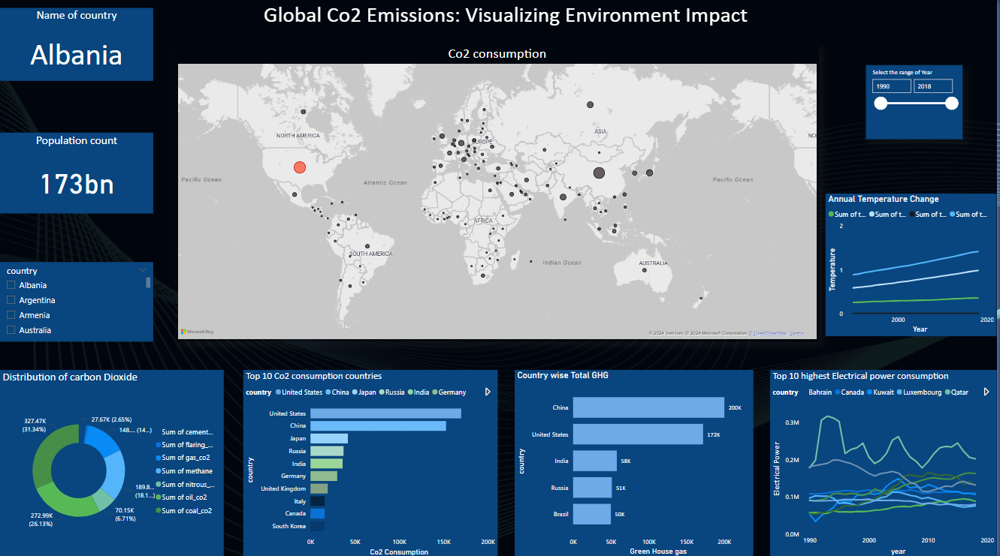 Global Co2 Emissions: Visualizing Environment Impact
Name of country
Albania
Population count
173bn
country
Albania
Argentina
Armenia
Australia
Co2 consumption
NORTH AMERICA
EUROPE
ASIA
NO
Pacific Ocean
Atlantic Ocean
Pacific Ocean
AFRICA
SOUTH AMERICA
Indian Ocean
AUSTRALIA
Microsoft Bing
© 2024 TomTom, © 2024 Microsoft Corporation, © OpenStreetMap Terms
Select the range of Year
1990
2018
Annual Temperature Change
Sum of t... Sum of t... Sum of t... Sum of t...
2
1
0
Temperature
2000
2020
Year
Distribution of carbon Dioxide
27.67K (2.65%)
148.... (14...)
189.8...
(18.1...)
70.15K
(6.71%)
272.99K
(26.13%)
327.47K
(31.34%)
Sum of cement...
Sum of flaring_...
Sum of gas_co2
Sum of methane
Sum of nitrous_...
Sum of oil_co2
Sum of coal_co2
Top 10 Co2 consumption countries
country United States China Japan Russia India Germany
country
United States
China
Japan
Russia
India
Germany
United Kingdom
Italy
Canada
South Korea
0K 50K 100K 150K 200K
Co2 Consumption
Country wise Total GHG
country
China 200K
United States 172K
India 58K
Russia 51K
Brazil 50K
0K 50K 100K 150K 200K
Green House gas
Top 10 highest Electrical power consumption
country Bahrain Canada Kuwait Luxembourg Qatar
Electrical Power
0.3M
0.2M
0.1M
0.0M
1990 2000 2010 2020
year